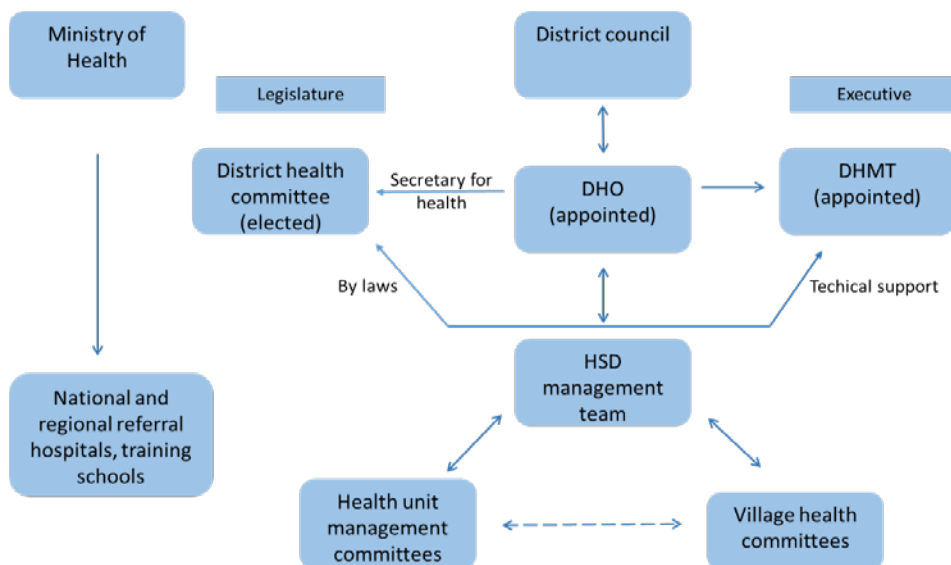 Ministry of
Health
District council
Legislature
Executive
District health
committee
(elected)
Secretary for
health
DHO
(appointed)
DHMT
(appointed)
By laws
Techical support
HSD
management
team
National and
regional referral
hospitals, training
schools
Health unit
management
committees
Village health
committees